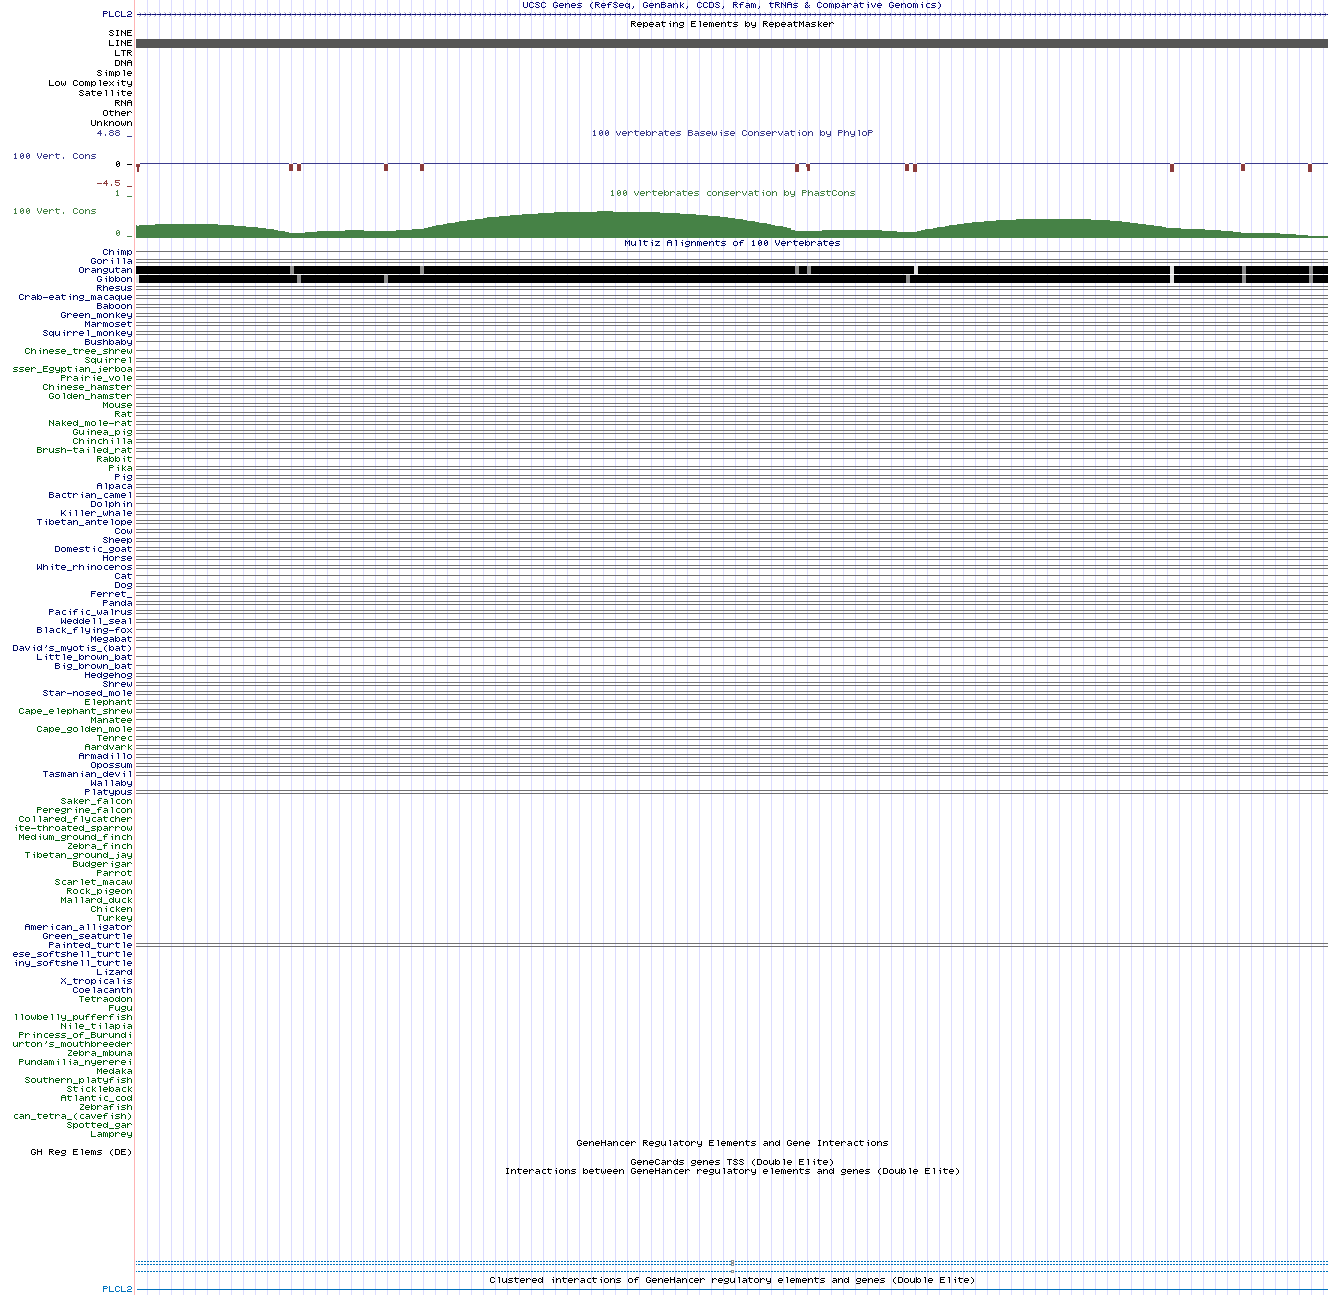 UCSC Genes (RefSeq, GenBank, CCDS, Rfam, tRNAs & Comparative Genomics)
PLCL2
Repeating Elements by RepeatMasker
SINE
LINE
LTR
DNA
Simple
Low Complexity
Satellite
RNA
Other
Unknown
4.88 _
100 vertebrates Basewise Conservation by PhyloP
100 Vert. Cons
0 _
-4.5 _
100 vertebrates conservation by PhastCons
1 _
100 Vert. Cons
0 _
Multiz Alignments of 100 Vertebrates
Chimp
Gorilla
Orangutan
Gibbon
Rhesus
Crab-eating_macaque
Baboon
Green_monkey
Marmoset
Squirrel_monkey
Bushbaby
Chinese_tree_shrew
Squirrel
sser_Egyptian_jerboa
Prairie_vole
Chinese_hamster
Golden_hamster
Mouse
Rat
Naked_mole-rat
Guinea_pig
Chinchilla
Brush-tailed_rat
Rabbit
Pika
Pig
Alpaca
Bactrian_camel
Dolphin
Killer_whale
Tibetan_antelope
Cow
Sheep
Domestic_goat
Horse
White_rhinoceros
Cat
Dog
Ferret_
Panda
Pacific_walrus
Weddell_seal
Black_flying-fox
Megabat
David's_myotis_(bat)
Little_brown_bat
Big_brown_bat
Hedgehog
Shrew
Star-nosed_mole
Elephant
Cape_elephant_shrew
Manatee
Cape_golden_mole
Tenrec
Aardvark
Armadillo
Opossum
Tasmanian_devil
Wallaby
Platypus
Saker_falcon
Peregrine_falcon
Collared_flycatcher
ite-throated_sparrow
Medium_ground_finch
Zebra_finch
Tibetan_ground_jay
Budgerigar
Parrot
Scarlet_macaw
Rock_pigeon
Mallard_duck
Chicken
Turkey
American_alligator
Green_seaturtle
Painted_turtle
ese_softshell_turtle
iny_softshell_turtle
Lizard
X_tropicalis
Coelacanth
Tetraodon
Fugu
llowbelly_pufferfish
Nile_tilapia
Princess_of_Burundi
urton's_mouthbreeder
Zebra_mbuna
Pundamilia_nyererei
Medaka
Southern_platyfish
Stickleback
Atlantic_cod
Zebrafish
can_tetra_(cavefish)
Spotted_gar
Lamprey
GeneHancer Regulatory Elements and Gene Interactions
GH Reg Elems (DE)
GeneCards genes TSS (Double Elite)
Interactions between GeneHancer regulatory elements and genes (Double Elite)
Clustered interactions of GeneHancer regulatory elements and genes (Double Elite)
PLCL2